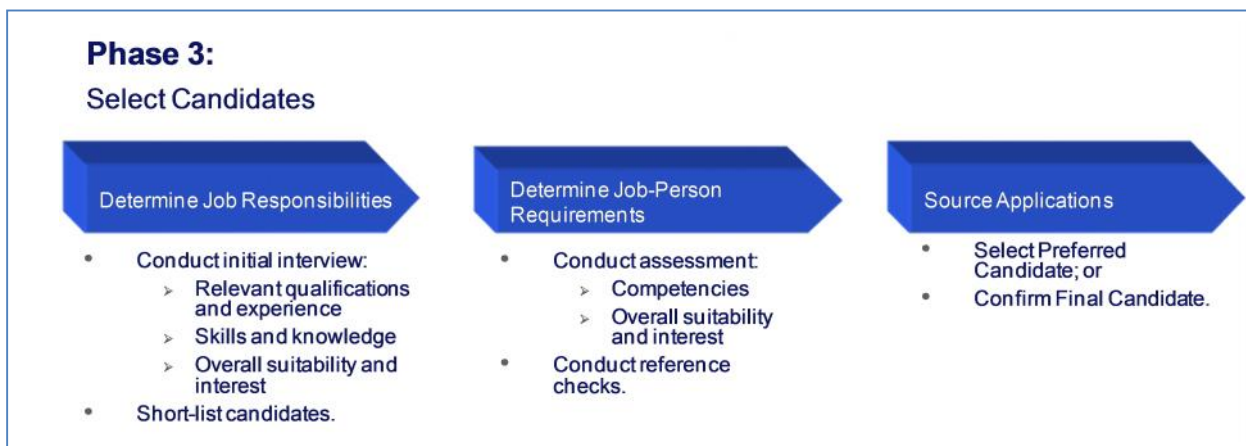 Phase 3:
Select Candidates
Determine Job Responsibilities
• Conduct initial interview:
➢ Relevant qualifications
and experience
➢ Skills and knowledge
➢ Overall suitability and
interest
• Short-list candidates.
Determine Job-Person
Requirements
• Conduct assessment:
➢ Competencies
➢ Overall suitability
and interest
• Conduct reference
checks.
Source Applications
• Select Preferred
Candidate; or
• Confirm Final Candidate.